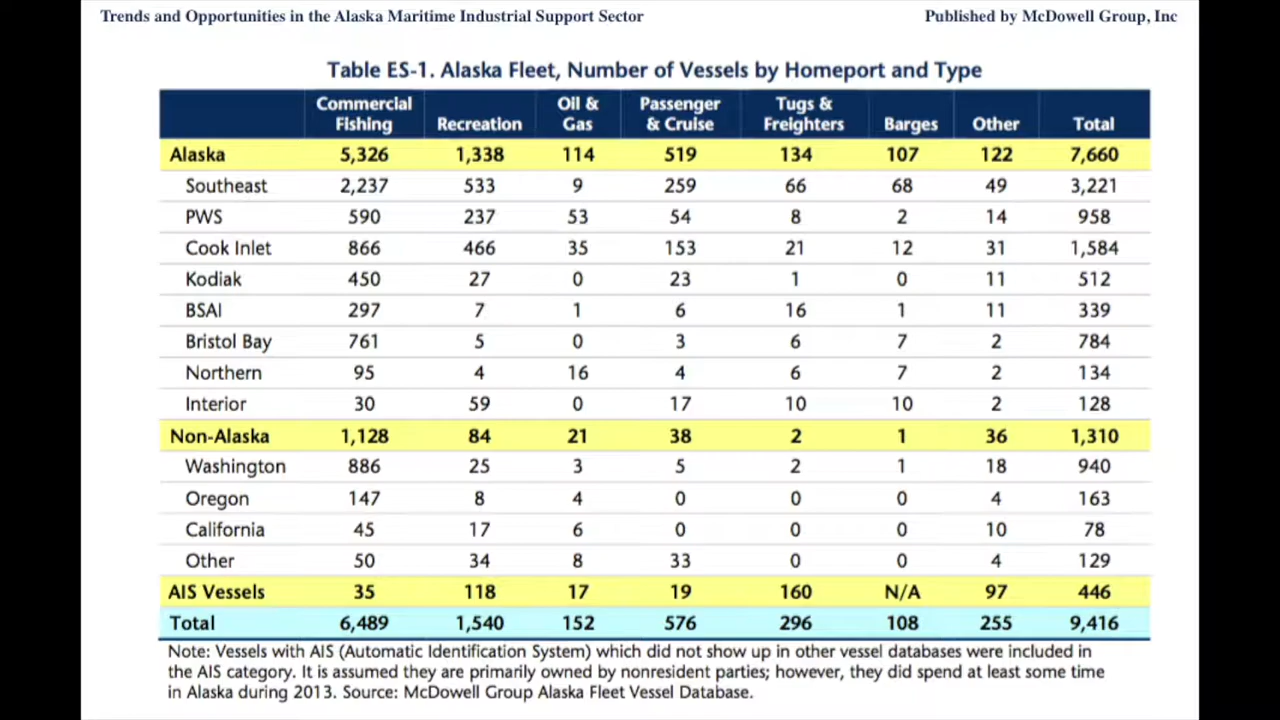 Trends and Opportunities in the Alaska Maritime Industrial Support Sector Published by McDowell Group, Inc
Table ES-1. Alaska Fleet, Number of Vessels by Homeport and Type
Commercial Fishing Recreation Oil & Gas Passenger & Cruise Tugs & Freighters Barges Other Total
Alaska 5,326 1,338 114 519 134 107 122 7,660
Southeast 2,237 533 9 259 66 68 49 3,221
PWS 590 237 53 54 8 2 14 958
Cook Inlet 866 466 35 153 21 12 31 1,584
Kodiak 450 27 0 23 1 0 11 512
BSAI 297 7 1 6 16 1 11 339
Bristol Bay 761 5 0 3 6 7 2 784
Northern 95 4 16 4 6 7 2 134
Interior 30 59 0 17 10 10 2 128
Non-Alaska 1,128 84 21 38 2 1 36 1,310
Washington 886 25 3 5 2 1 18 940
Oregon 147 8 4 0 0 0 4 163
California 45 17 6 0 0 0 10 78
Other 50 34 8 33 0 0 4 129
AIS Vessels 35 118 17 19 160 N/A 97 446
Total 6,489 1,540 152 576 296 108 255 9,416
Note: Vessels with AIS (Automatic Identification System) which did not show up in other vessel databases were included in
the AIS category. It is assumed they are primarily owned by nonresident parties; however, they did spend at least some time
in Alaska during 2013. Source: McDowell Group Alaska Fleet Vessel Database.